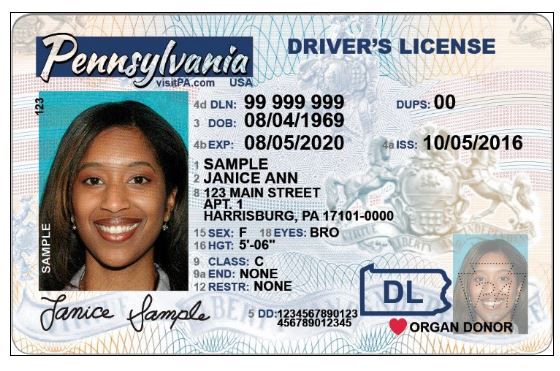 Pennsylvania
visitPA.com USA
DRIVER'S LICENSE
123
4d DLN: 99 999 999 DUPS: 00
3 DOB: 08/04/1969
4b EXP: 08/05/2020 4a ISS: 10/05/2016
1 SAMPLE
2 JANICE ANN
8 123 MAIN STREET
APT. 1
HARRISBURG, PA 17101-0000
15 SEX: F 18 EYES: BRO
16 HGT: 5'-06"
9 CLASS: C
9a END: NONE
12 RESTR: NONE
SAMPLE
Janice Sample
5 DD: 1234567890123
456789012345
DL
ORGAN DONOR